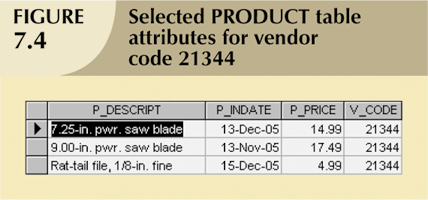 FIGURE 7.4
Selected PRODUCT table
attributes for vendor
code 21344
P_DESCRIPT P_INDATE P_PRICE V_CODE
7.25-in. pwr. saw blade 13-Dec-05 14.99 21344
9.00-in. pwr. saw blade 13-Nov-05 17.49 21344
Rat-tail file, 1/8-in. fine 15-Dec-05 4.99 21344